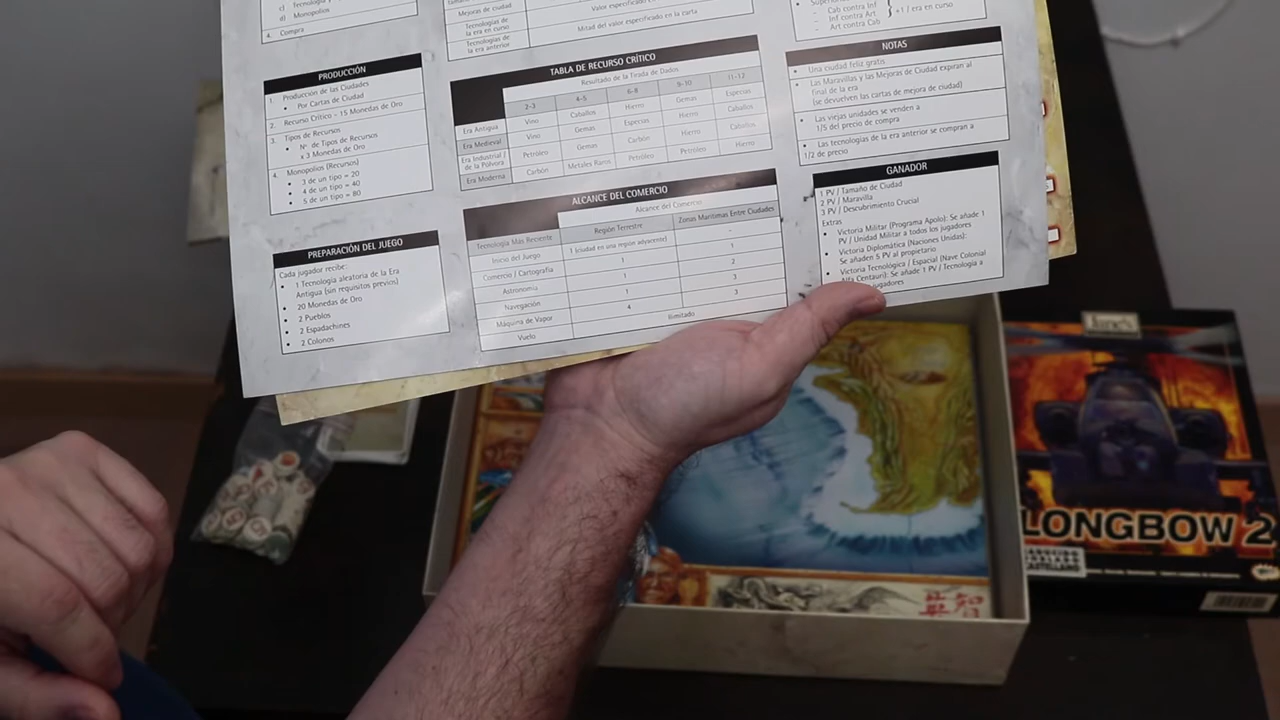 c) Tecnología
d) Monopolios
4. Compra
Mejoras de ciudad
Tecnologías de
la era en curso
Tecnologías de
la era anterior
Valor especificado
Mitad del valor especificado en la carta
- Cab contra Inf
- Inf contra Art
- Art contra Cab
=1 / era en curso
PRODUCCIÓN
1. Producción de las Ciudades
• Por Cartas de Ciudad
2. Recurso Crítico - 15 Monedas de Oro
3. Tipos de Recursos
• Nº de Tipos de Recursos
x 3 Monedas de Oro
4. Monopolios (Recursos)
• 3 de un tipo = 20
• 4 de un tipo = 40
• 5 de un tipo = 80
TABLA DE RECURSO CRÍTICO
Resultado de la Tirada de Dados
2-3 4-5 6-8 9-10 11-12
Era Antigua Vino Caballos Hierro Gemas Especias
Era Medieval Vino Gemas Especias Hierro Caballos
Era Industrial /
de la Pólvora Petróleo Gemas Carbón Hierro Caballos
Era Moderna Carbón Metales Raros Petróleo Petróleo Hierro
NOTAS
• Una ciudad feliz gratis
• Las Maravillas y las Mejoras de Ciudad expiran al
final de la era
(se devuelven las cartas de mejora de ciudad)
• Las viejas unidades se venden a
1/5 del precio de compra
• Las tecnologías de la era anterior se compran a
1/2 de precio
PREPARACIÓN DEL JUEGO
Cada jugador recibe:
• 1 Tecnología aleatoria de la Era
Antigua (sin requisitos previos)
• 20 Monedas de Oro
• 2 Pueblos
• 2 Espadachines
• 2 Colonos
ALCANCE DEL COMERCIO
Alcance del Comercio
Tecnología Más Reciente Región Terrestre Zonas Marítimas Entre Ciudades
Inicio del Juego 1 (ciudad en una región adyacente) -
Comercio / Cartografía 1 1
Astronomía 1 2
Navegación 1 3
Máquina de Vapor 4 3
Vuelo Ilimitado
GANADOR
1 PV / Tamaño de Ciudad
2 PV / Maravilla
3 PV / Descubrimiento Crucial
Extras
• Victoria Militar (Programa Apolo): Se añade 1
PV / Unidad Militar a todos los jugadores
• Victoria Diplomática (Naciones Unidas):
Se añaden 5 PV al propietario
• Victoria Tecnológica / Espacial (Nave Colonial
Alfa Centauri): Se añade 1 PV / Tecnología a
jugadores
Jane's
LONGBOW 2
CASTELLANO
英智